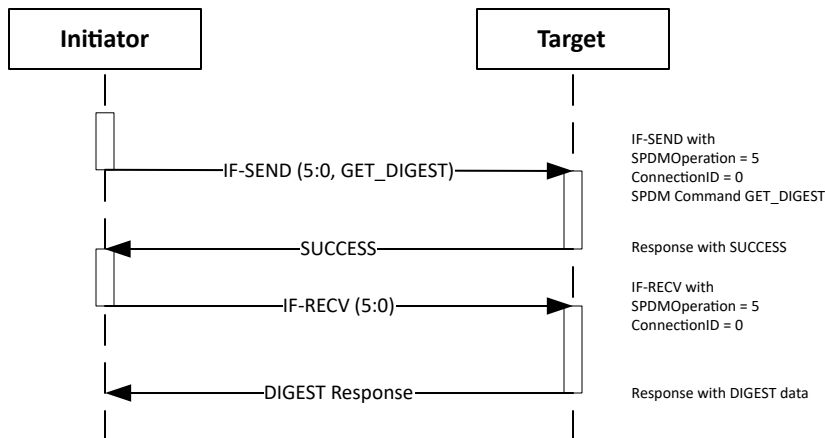 Initiator
Target
IF-SEND (5:0, GET_DIGEST)
IF-SEND with
SPDMOperation = 5
ConnectionID = 0
SPDM Command GET_DIGEST
SUCCESS
Response with SUCCESS
IF-RECV (5:0)
IF-RECV with
SPDMOperation = 5
ConnectionID = 0
DIGEST Response
Response with DIGEST data